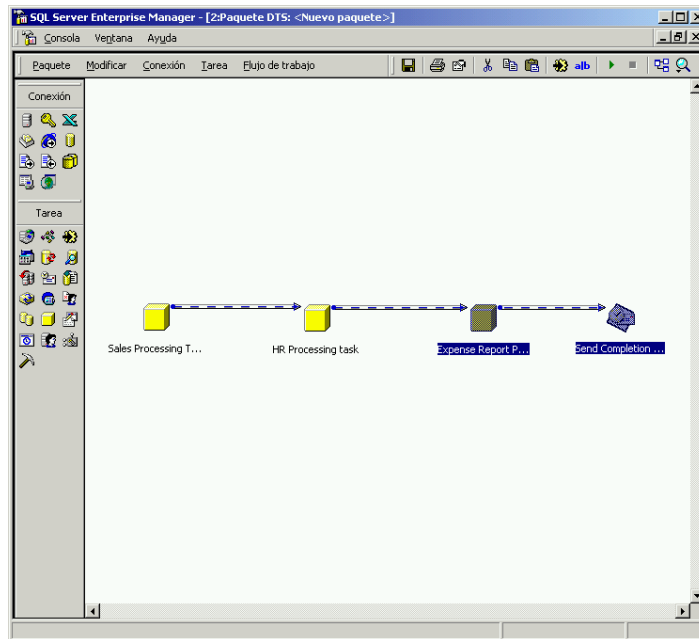 SQL Server Enterprise Manager - [2:Paquete DTS: <Nuevo paquete>]
Consola Ventana Ayuda
Paquete Modificar Conexión Tarea Flujo de trabajo
a|b
Conexión
Tarea
Sales Processing T...
HR Processing task
Expense Report P...
Send Completion ...